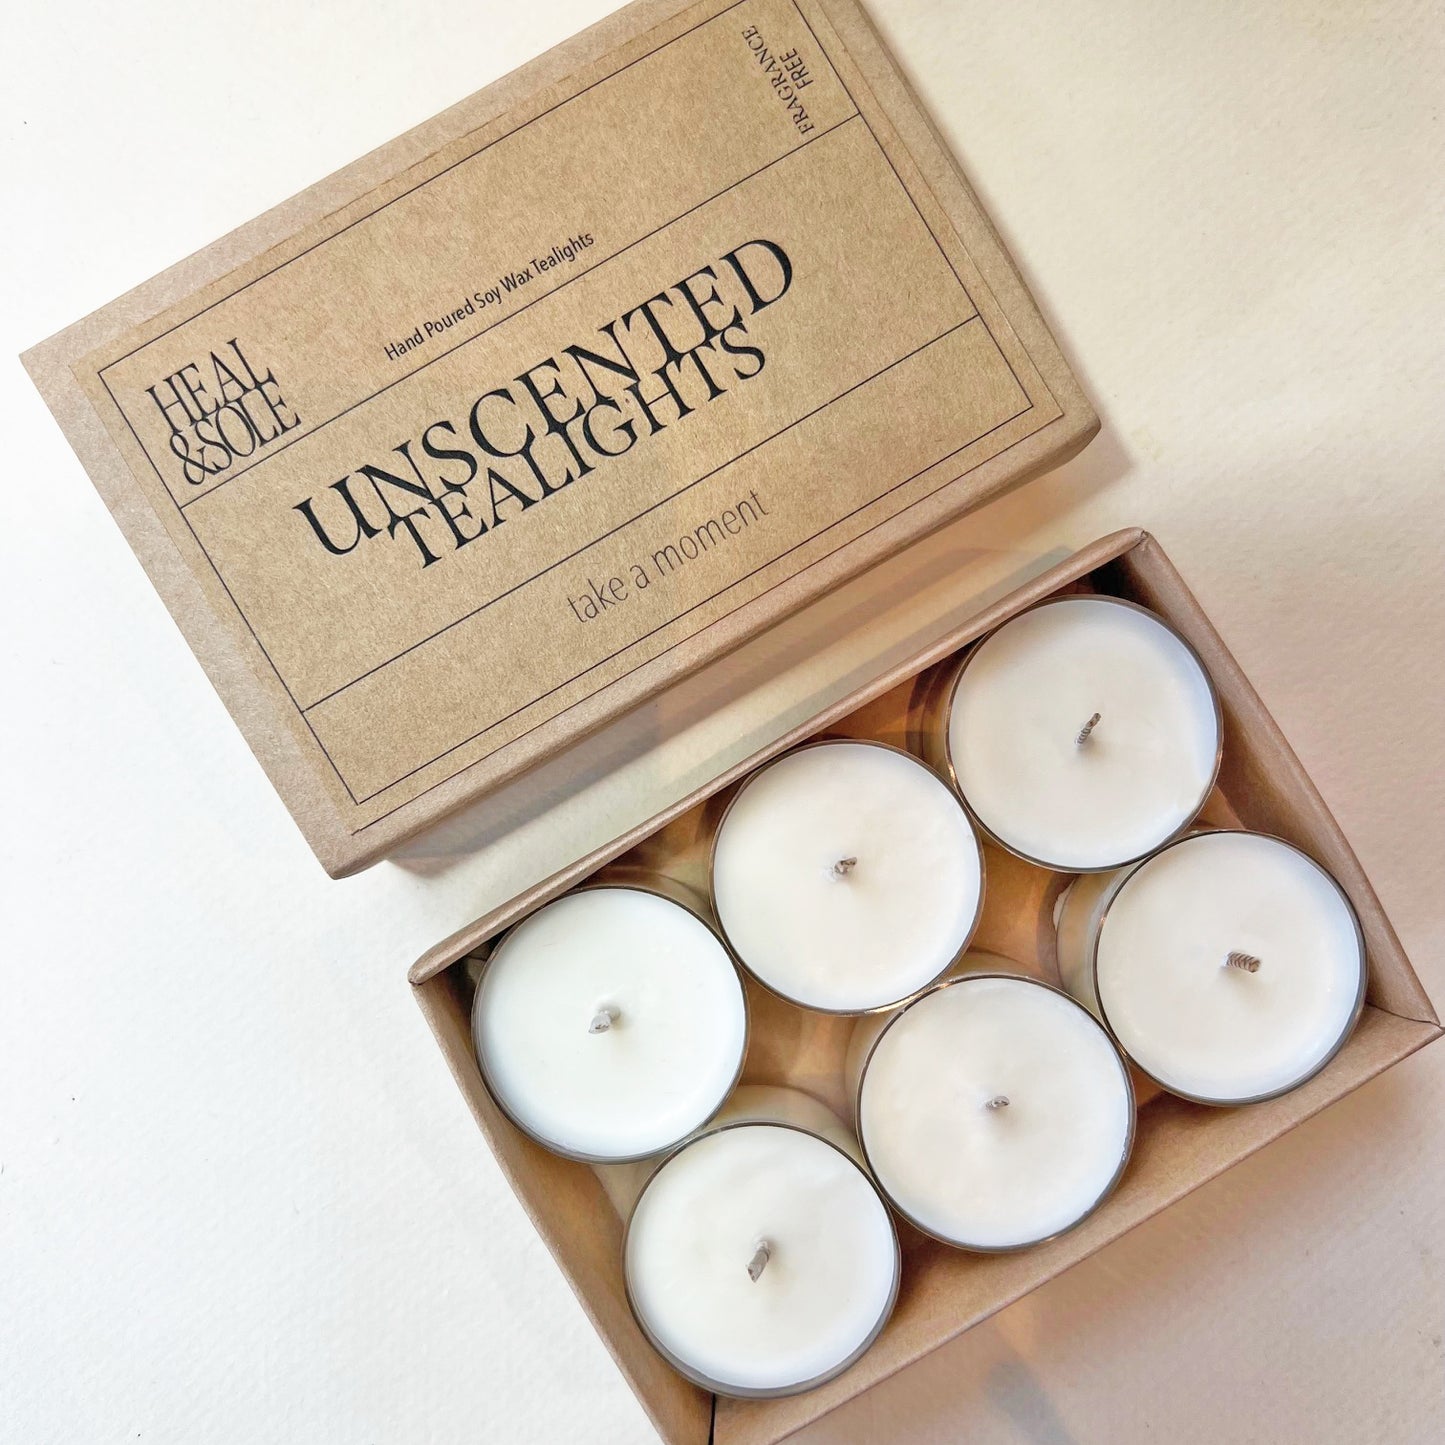 HEAL
&SOLE
Hand Poured Soy Wax Tealights
FRAGRANCE
FREE
UNSCENTED
TEALIGHTS
take a moment